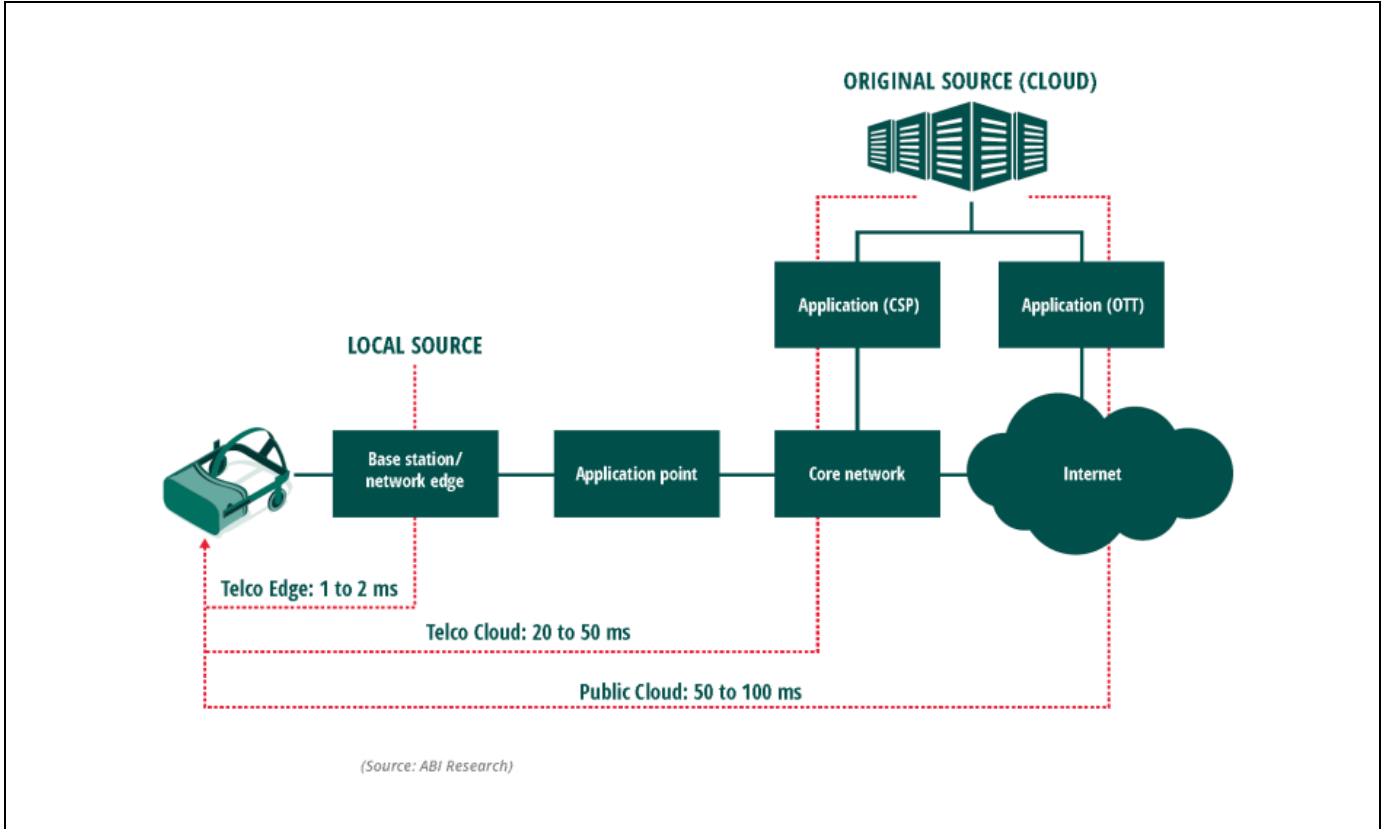 ORIGINAL SOURCE (CLOUD)
Application (CSP)
Application (OTT)
LOCAL SOURCE
Base station/
network edge
Application point
Core network
Internet
Telco Edge: 1 to 2 ms
Telco Cloud: 20 to 50 ms
Public Cloud: 50 to 100 ms
(Source: ABI Research)